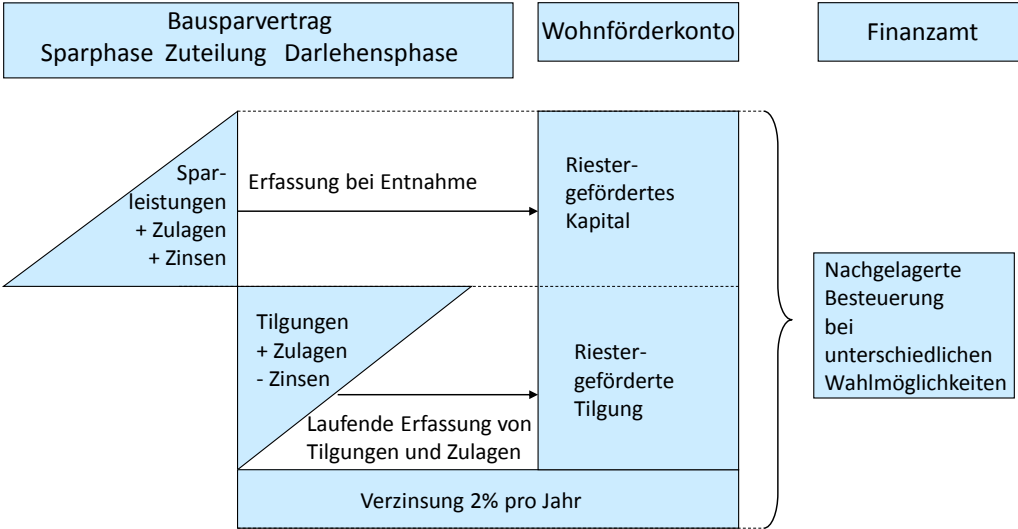 Bausparvertrag
Sparphase Zuteilung Darlehensphase
Wohnförderkonto
Finanzamt
Spar-
leistungen
+ Zulagen
+ Zinsen
Erfassung bei Entnahme
Riester-
gefördertes
Kapital
Tilgungen
+ Zulagen
- Zinsen
Laufende Erfassung von
Tilgungen und Zulagen
Riester-
geförderte
Tilgung
Nachgelagerte
Besteuerung
bei
unterschiedlichen
Wahlmöglichkeiten
Verzinsung 2% pro Jahr